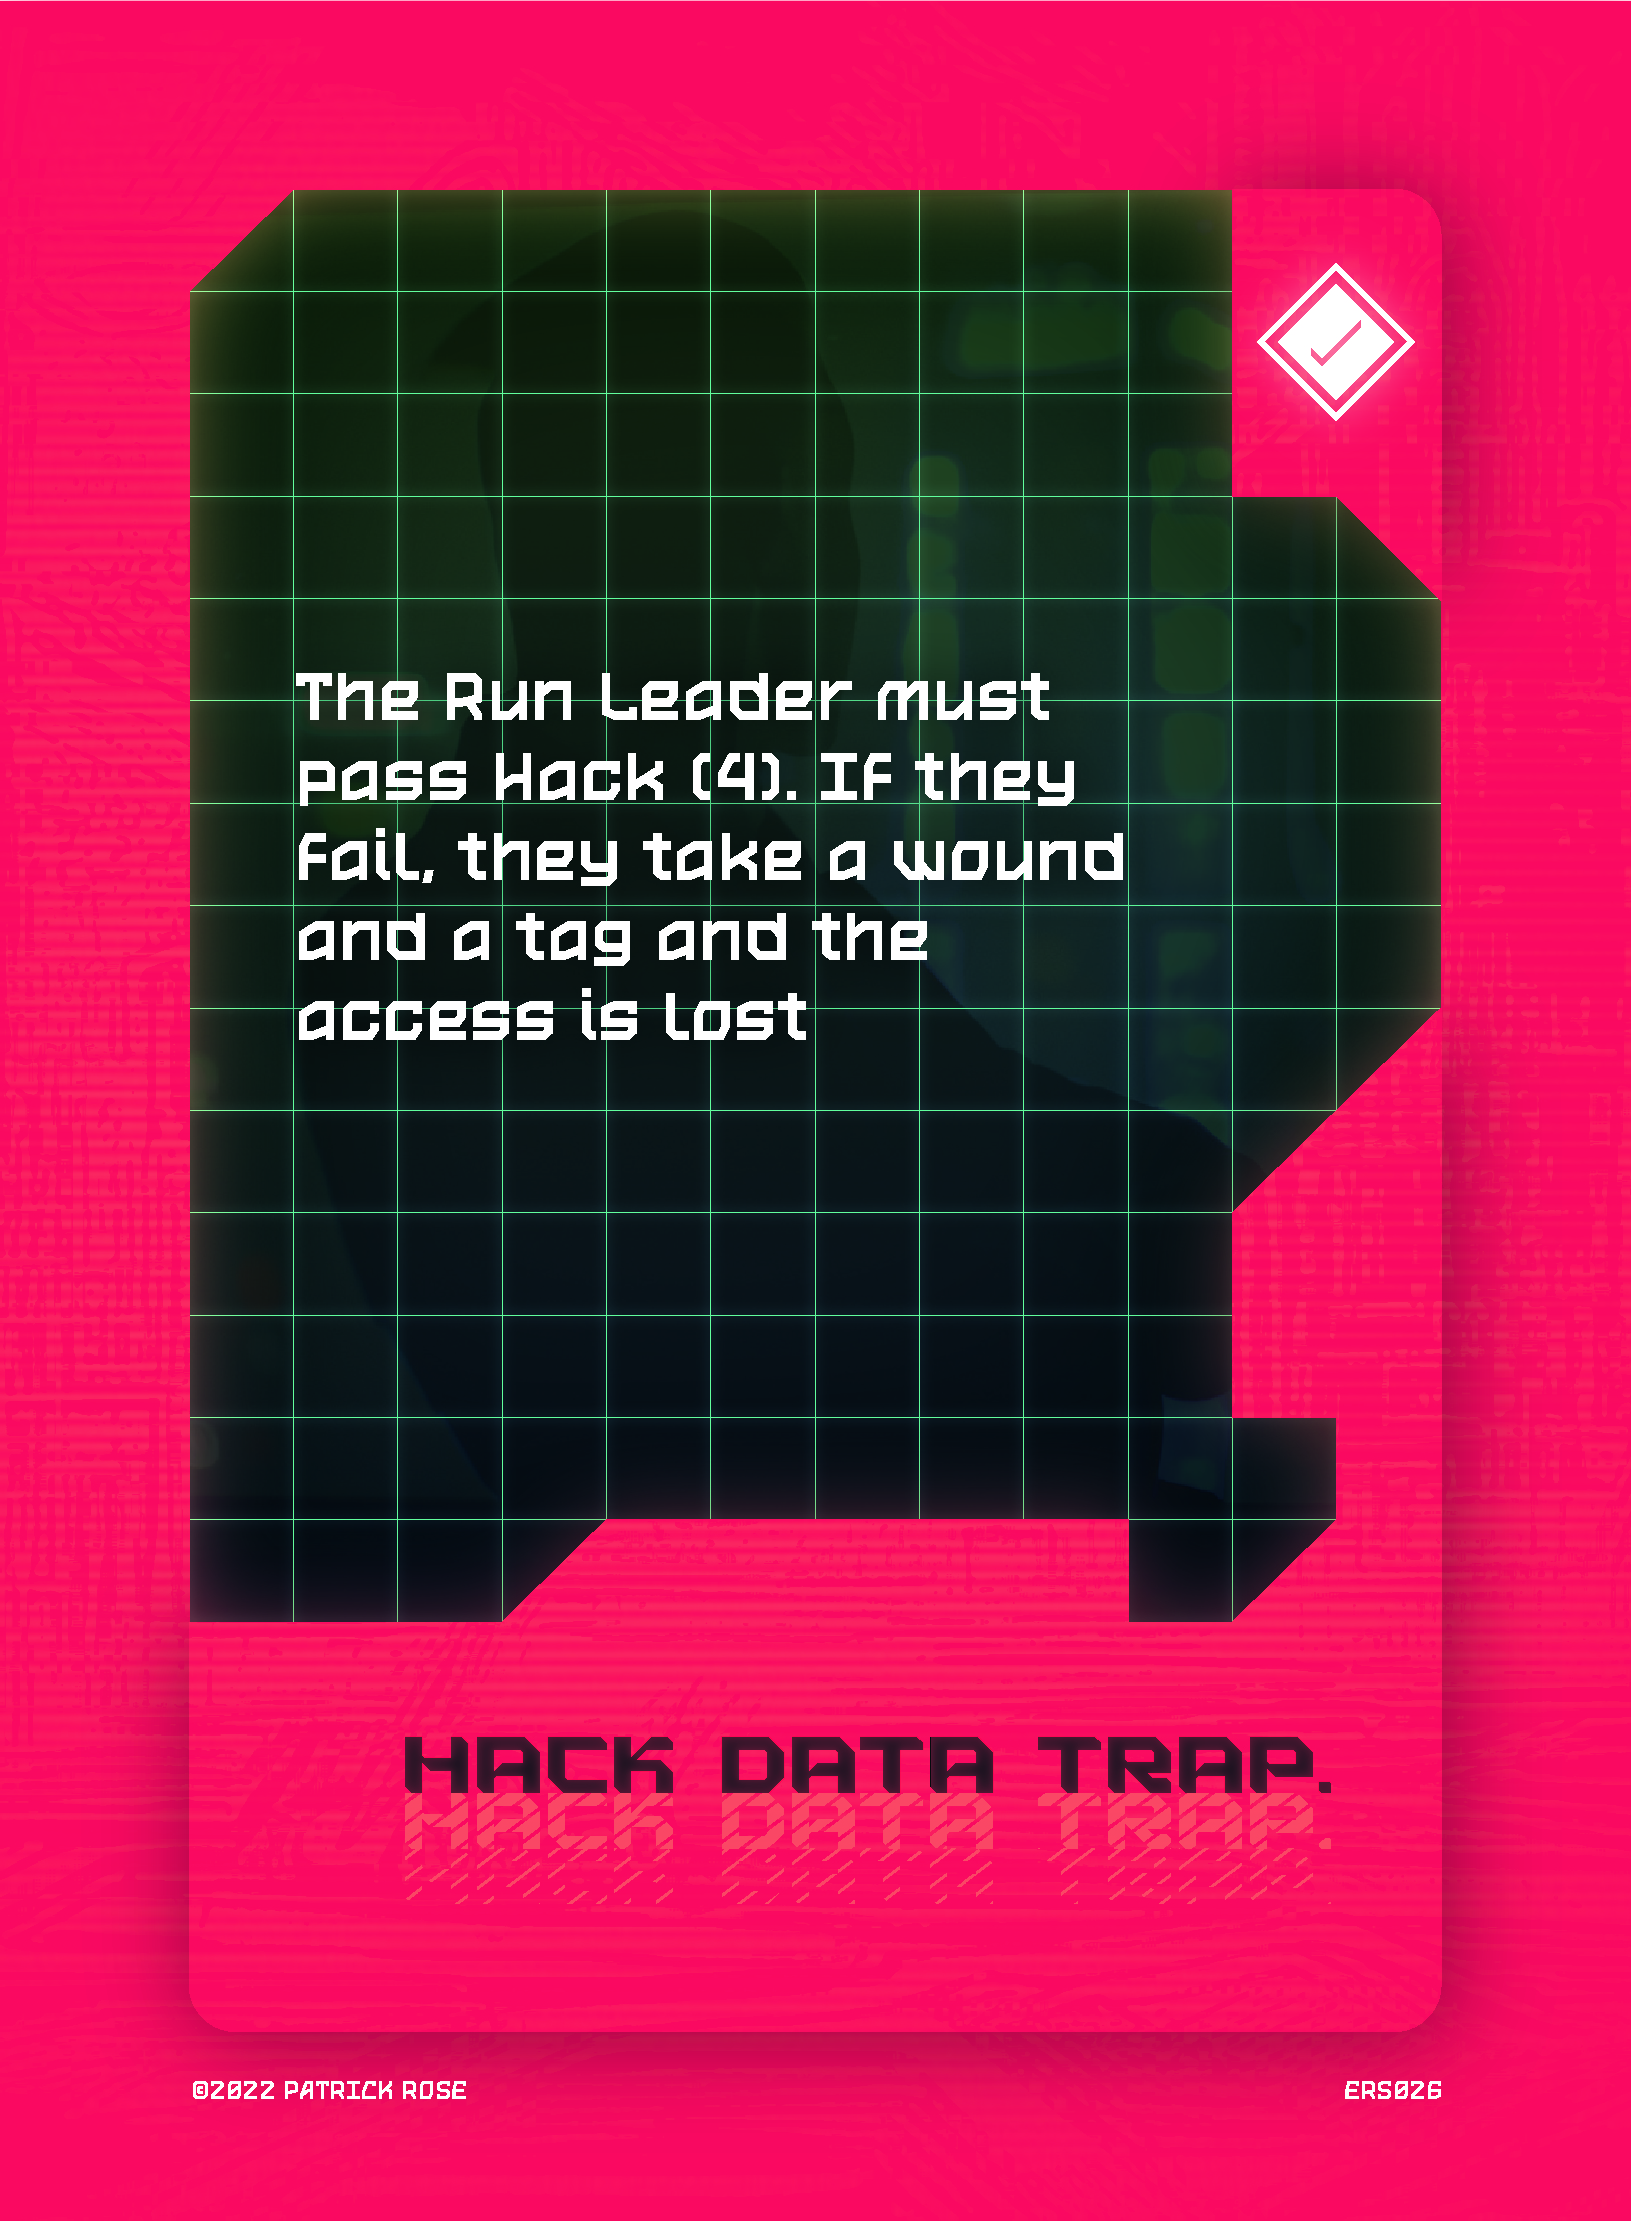 The Run Leader must
pass Hack (4). If they
fail, they take a wound
and a tag and the
access is lost
HACK DATA TRAP.
HACK DATA TRAP.
©2022 PATRICK ROSE
ERS026